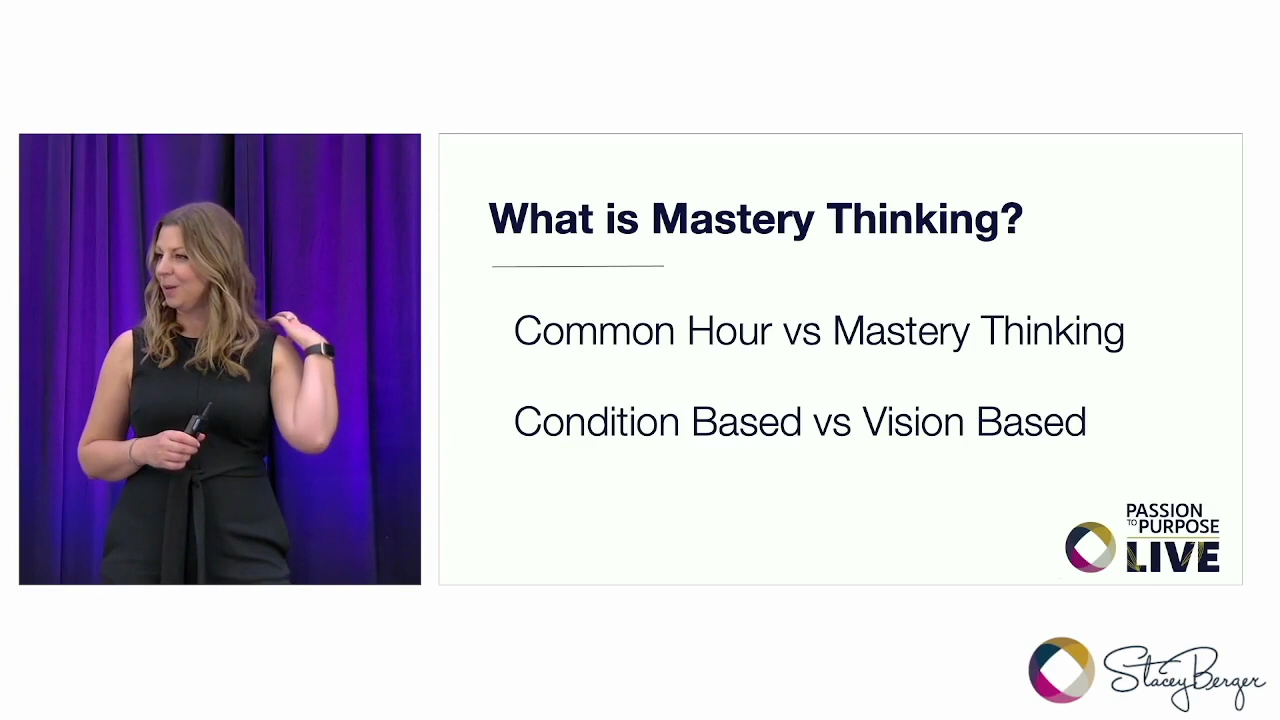 What is Mastery Thinking?
Common Hour vs Mastery Thinking
Condition Based vs Vision Based
PASSION
TO PURPOSE
LIVE
Stacey Berger